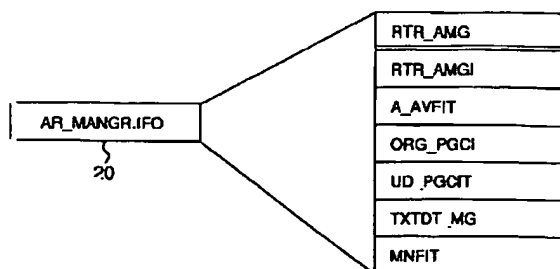 RTR_AMG
RTR_AMGI
A_AVFIT
AR_MANGR.IFO
ORG_PGCI
20
UD_PGCIT
TXTDT_MG
MNFIT